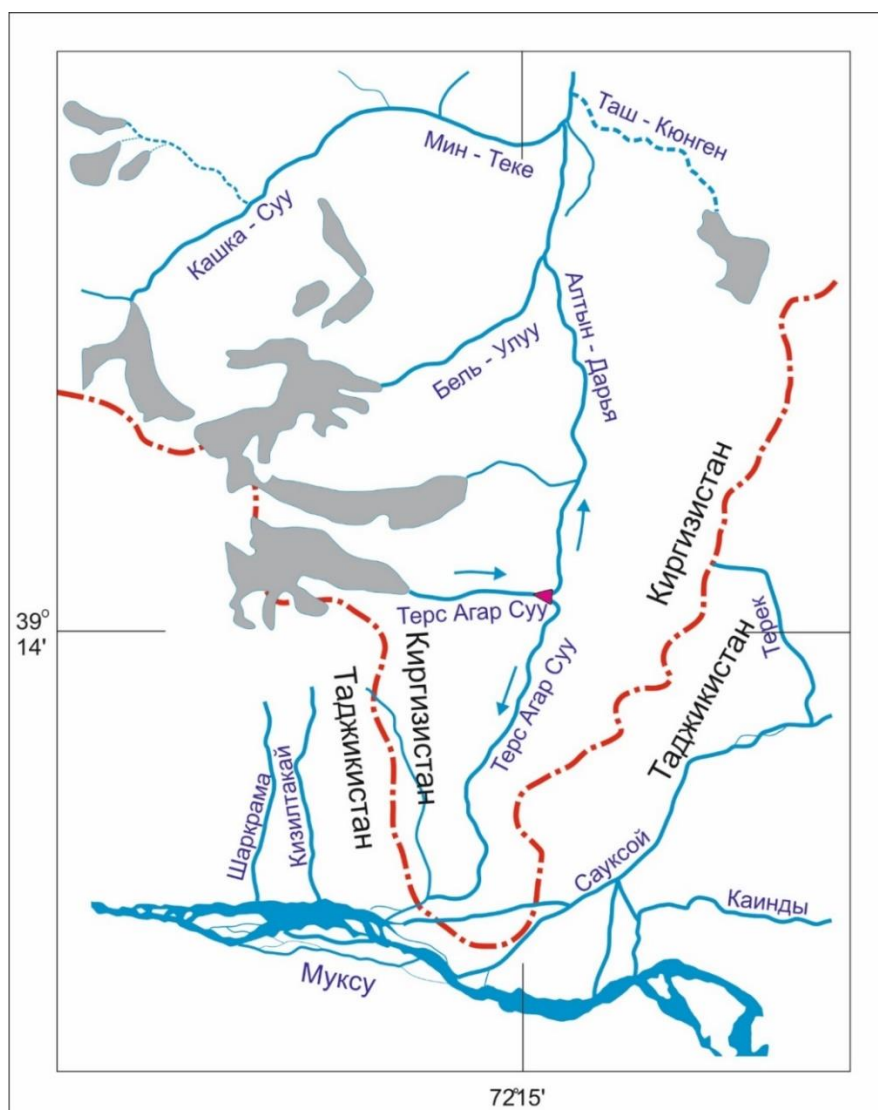 Таш - Кюнген
Мин - Теке
Кашка - Суу
Алтын - Дарья
Бель - Улуу
Киргизистан
39°
14'
Терс Агар Суу
Терек
Киргизистан
Таджикистан
Терс Агар Суу
Таджикистан
Шаркрама
Кизилтакай
Сауксой
Каинды
Муксу
72°15'